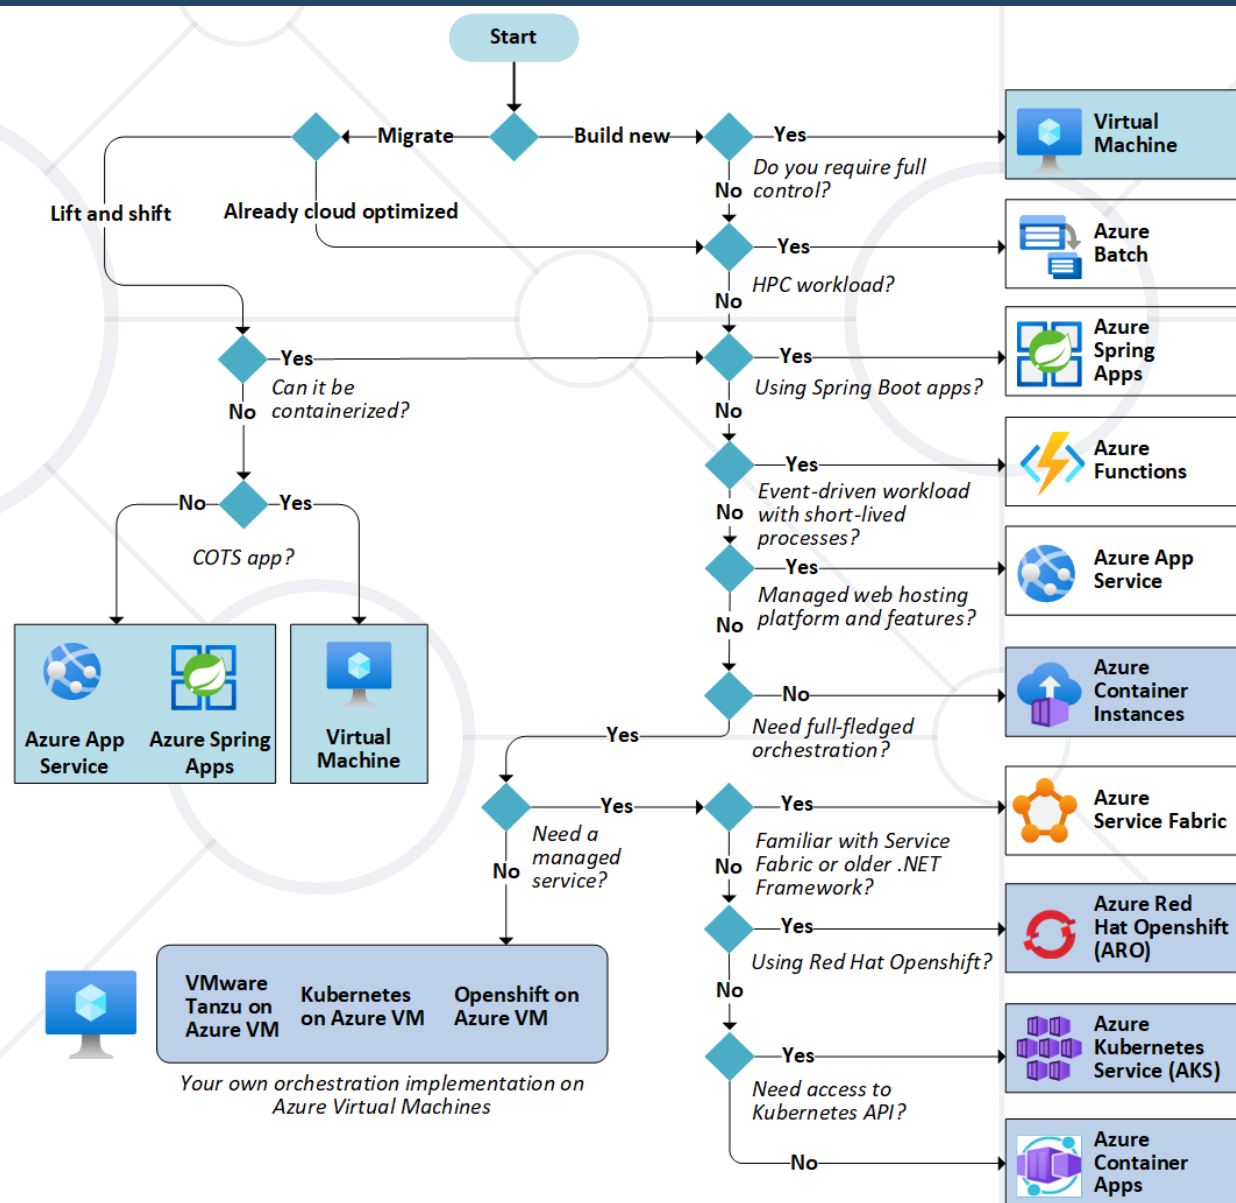 Start
Migrate
Build new
Yes
Do you require full
control?
No
Virtual
Machine
Lift and shift
Already cloud optimized
Yes
HPC workload?
No
Azure
Batch
Yes
Can it be
containerized?
No
Yes
Using Spring Boot apps?
No
Azure
Spring
Apps
Yes
Event-driven workload
with short-lived
processes?
No
Azure
Functions
No
Yes
COTS app?
Yes
Managed web hosting
platform and features?
No
Azure App
Service
Azure App
Service
Azure Spring
Apps
Virtual
Machine
No
Need full-fledged
orchestration?
Yes
Azure
Container
Instances
Yes
Need a
managed
service?
No
Yes
Familiar with Service
Fabric or older .NET
Framework?
No
Azure
Service Fabric
Yes
Using Red Hat Openshift?
No
Azure Red
Hat Openshift
(ARO)
VMware
Tanzu on
Azure VM
Kubernetes
on Azure VM
Openshift on
Azure VM
Your own orchestration implementation on
Azure Virtual Machines
Yes
Need access to
Kubernetes API?
Azure
Kubernetes
Service (AKS)
No
Azure
Container
Apps